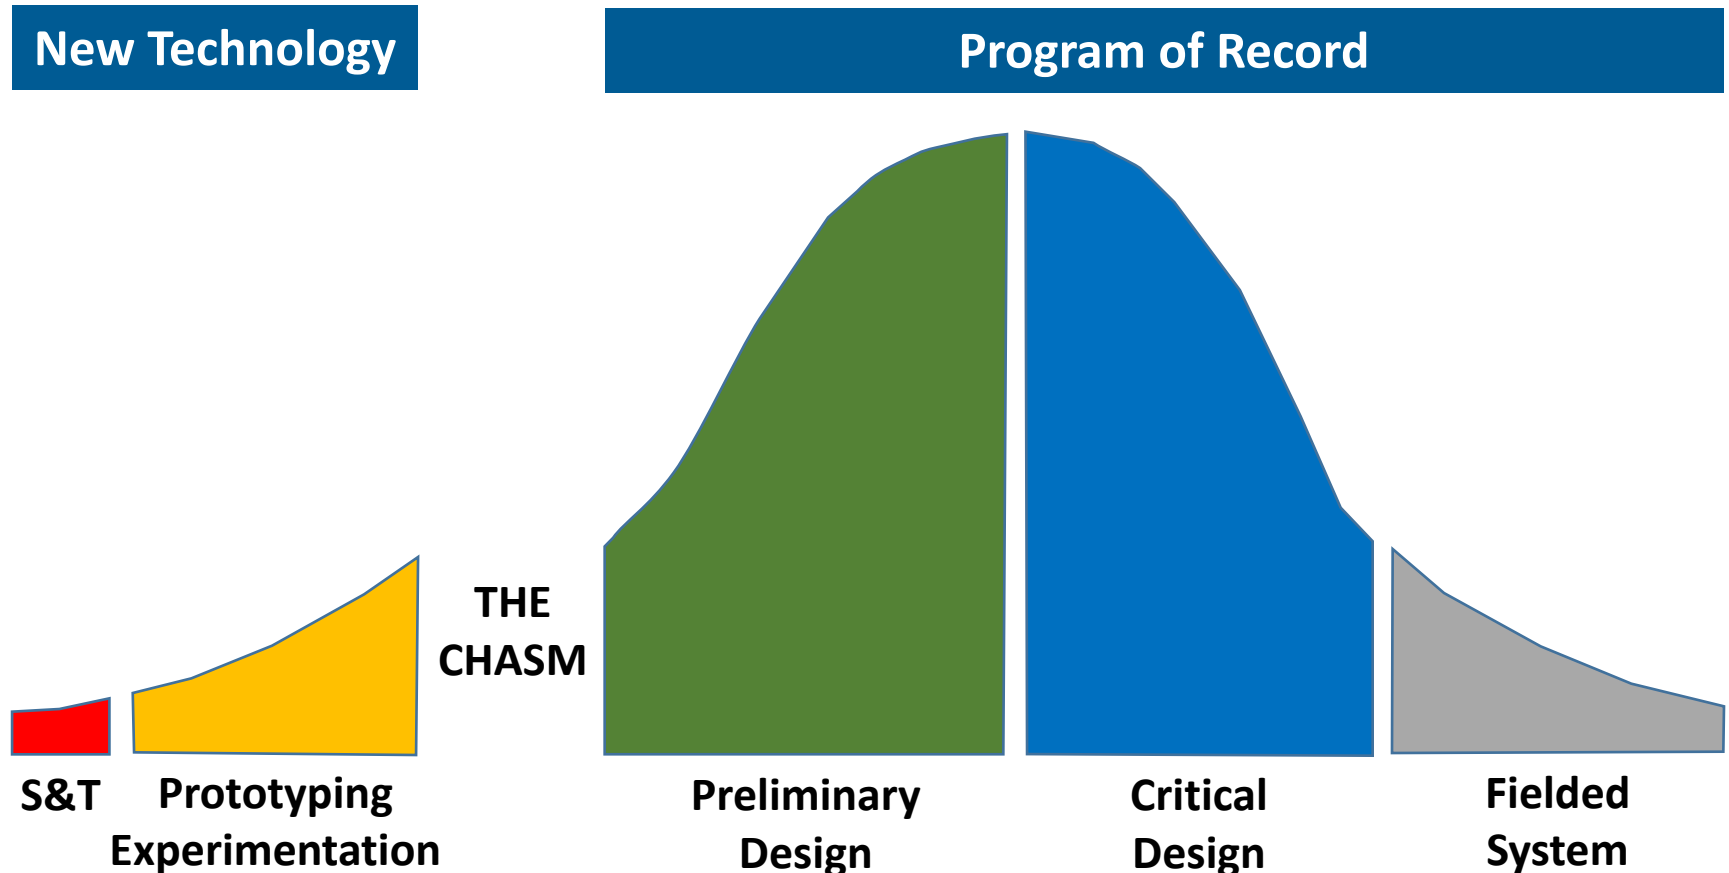 New Technology
Program of Record
THE
CHASM
S&T
Prototyping
Experimentation
Preliminary
Design
Critical
Design
Fielded
System